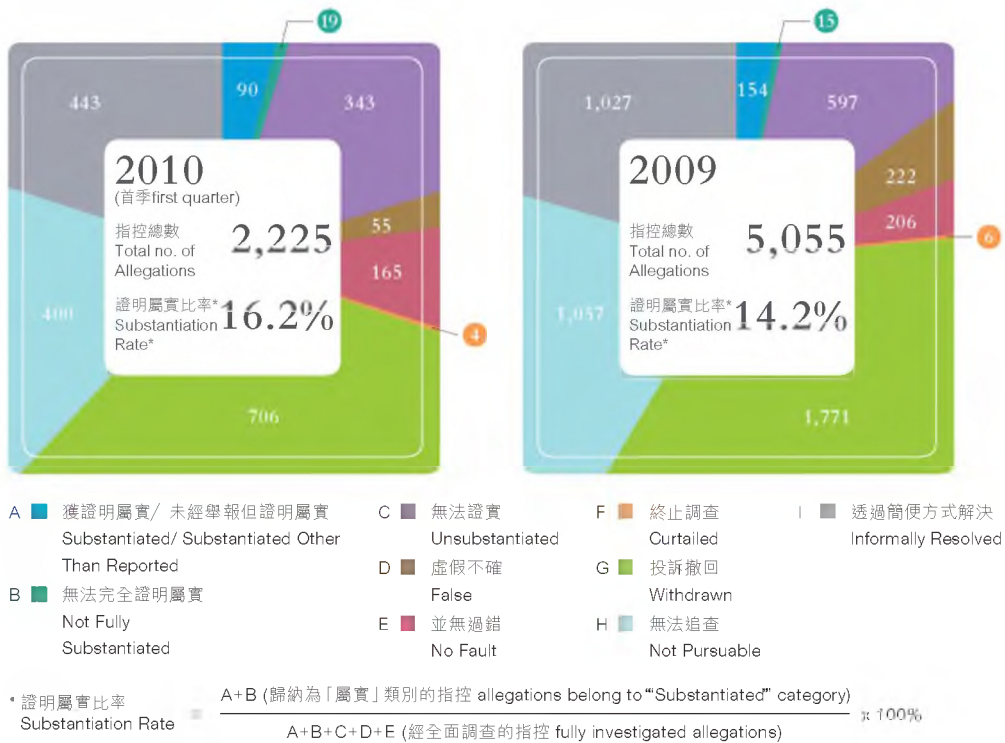 19
90
443
343
2010
(首季first quarter)
指控總數
Total no. of
Allegations
2,225
證明屬實比率*
Substantiation
Rate*
16.2%
55
165
400
4
706
15
154
1,027
597
2009
指控總數
Total no. of
Allegations
5,055
證明屬實比率*
Substantiation
Rate*
14.2%
222
206
6
1,057
1,771
A 獲證明屬實/ 未經舉報但證明屬實
Substantiated/ Substantiated Other
Than Reported
B 無法完全證明屬實
Not Fully
Substantiated
C 無法證實
Unsubstantiated
D 虛假不確
False
E 並無過錯
No Fault
F 終止調查
Curtailed
G 投訴撤回
Withdrawn
H 無法追查
Not Pursuable
I 透過簡便方式解決
Informally Resolved
* 證明屬實比率
Substantiation Rate
=
A+B (歸納為「屬實」類別的指控 allegations belong to "“Substantiated”" category)
A+B+C+D+E (經全面調查的指控 fully investigated allegations)
x 100%